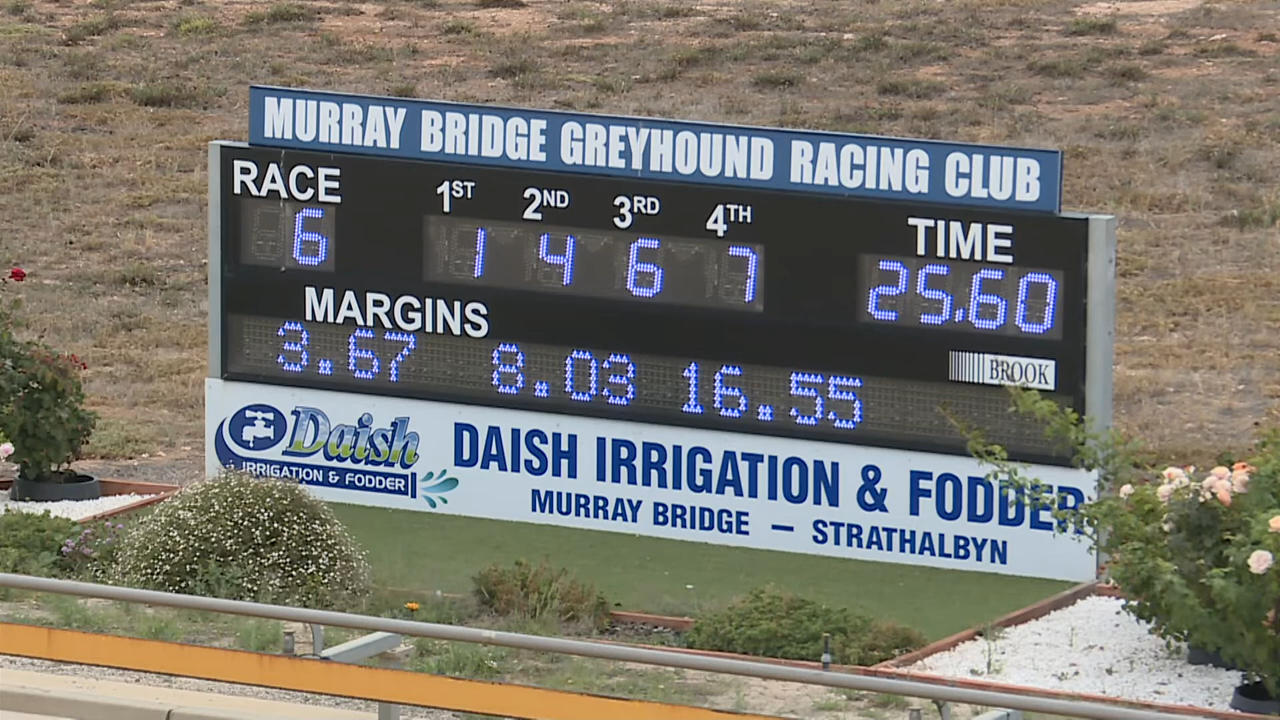 MURRAY BRIDGE GREYHOUND RACING CLUB
RACE 1ST 2ND 3RD 4TH TIME
6 1 4 6 7 25.60
MARGINS
3.67 8.03 16.55
BROOK
Daish
IRRIGATION & FODDER
DAISH IRRIGATION & FODDER
MURRAY BRIDGE — STRATHALBYN